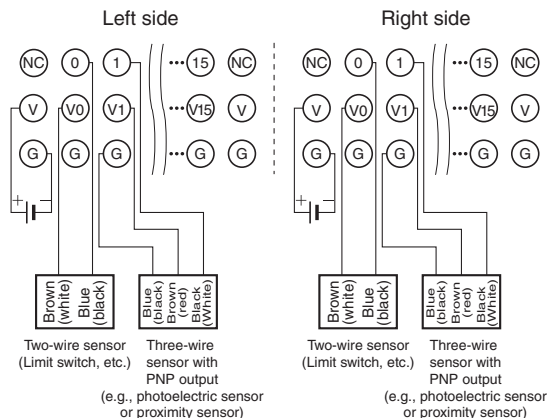 Left side
Right side
NC 0 1 ···15 NC
NC 0 1 ···15 NC
V V0 V1 V15 V
V V0 V1 V15 V
G G G ···G G
G G G ···G G
+ −
+ −
Brown
(white)
Blue
(black)
Blue
(black)
Brown
(red)
Black
(White)
Brown
(white)
Blue
(black)
Blue
(black)
Brown
(red)
Black
(White)
Two-wire sensor
(Limit switch, etc.)
Three-wire
sensor with
PNP output
(e.g., photoelectric sensor
or proximity sensor)
Two-wire sensor
(Limit switch, etc.)
Three-wire
sensor with
PNP output
(e.g., photoelectric sensor
or proximity sensor)